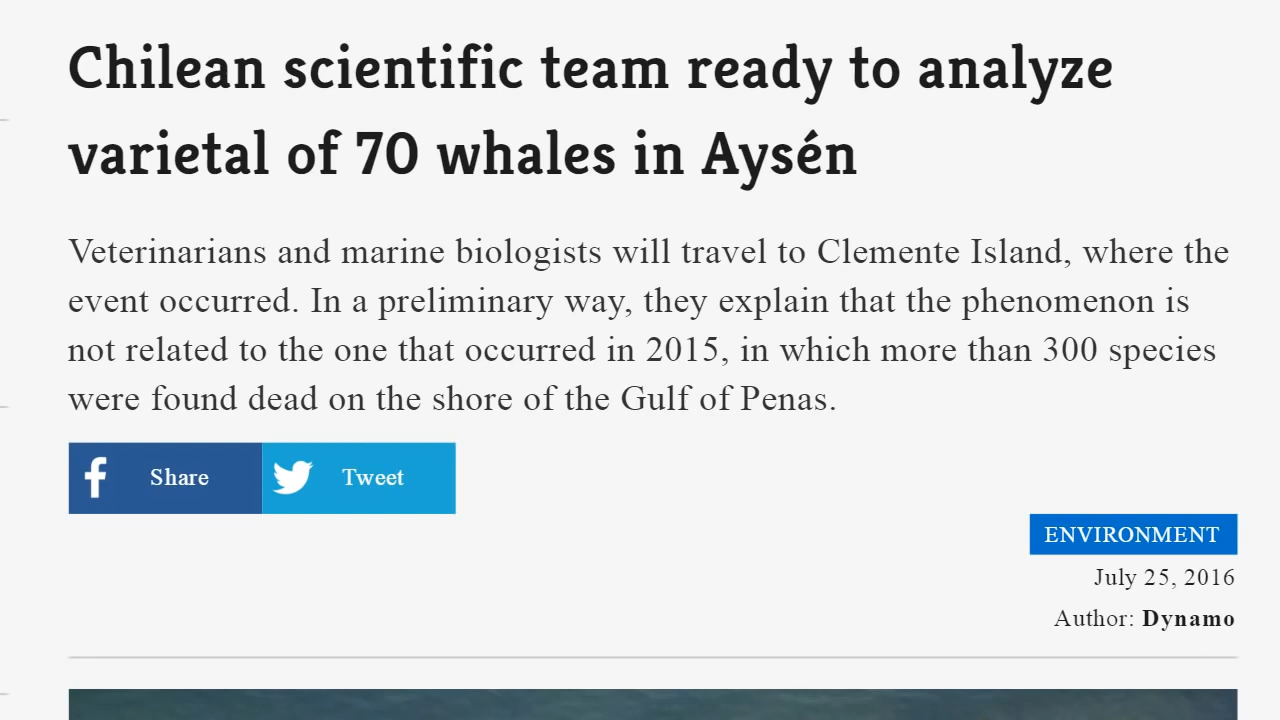 Chilean scientific team ready to analyze
varietal of 70 whales in Aysén
Veterinarians and marine biologists will travel to Clemente Island, where the
event occurred. In a preliminary way, they explain that the phenomenon is
not related to the one that occurred in 2015, in which more than 300 species
were found dead on the shore of the Gulf of Penas.
Share Tweet
ENVIRONMENT
July 25, 2016
Author: Dynamo